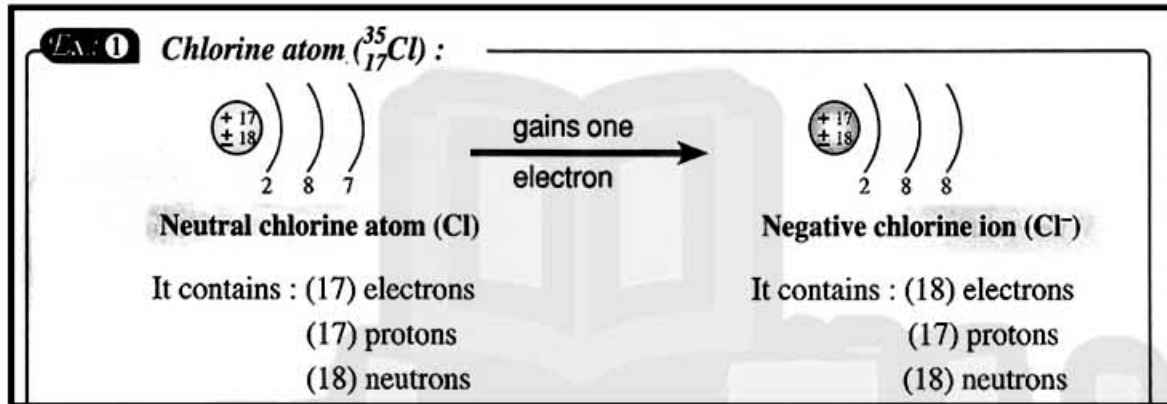 Ex.: 1 Chlorine atom (³⁵₁₇Cl) :
+ 17
± 18
2 8 7
gains one
electron
+ 17
± 18
2 8 8
Neutral chlorine atom (Cl)
Negative chlorine ion (Cl⁻)
It contains : (17) electrons
(17) protons
(18) neutrons
It contains : (18) electrons
(17) protons
(18) neutrons